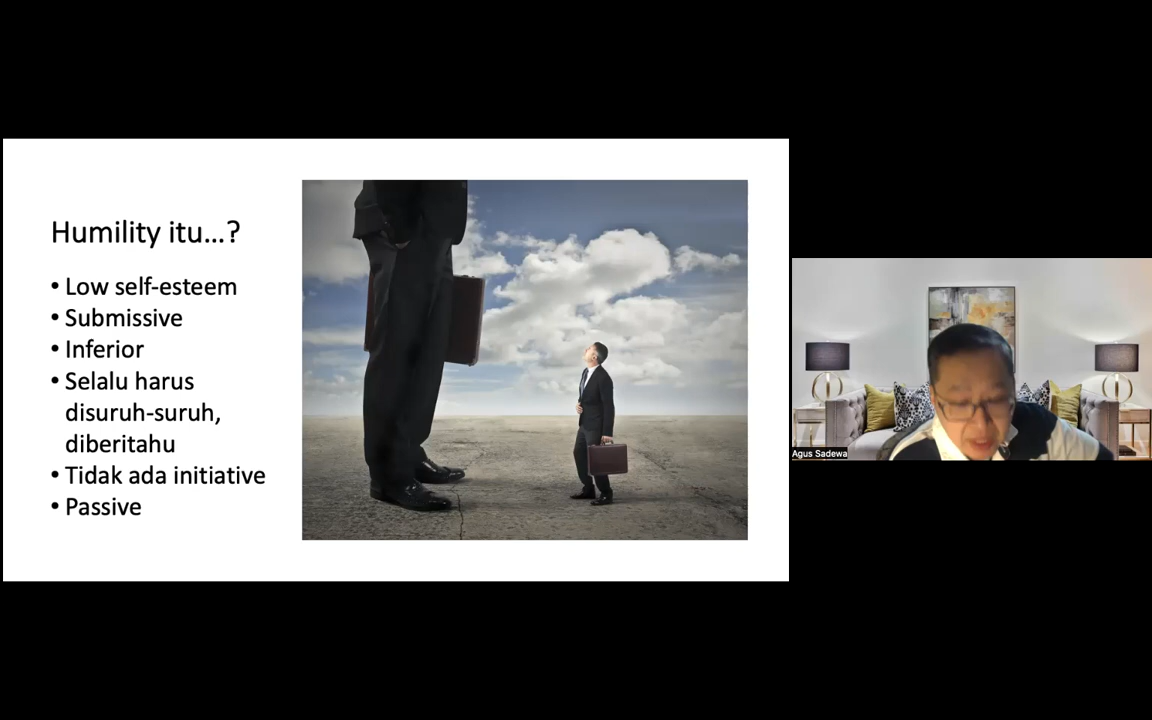 Humility itu...?
• Low self-esteem
• Submissive
• Inferior
• Selalu harus
disuruh-suruh,
diberitahu
• Tidak ada initiative
• Passive
Agus Sadewa